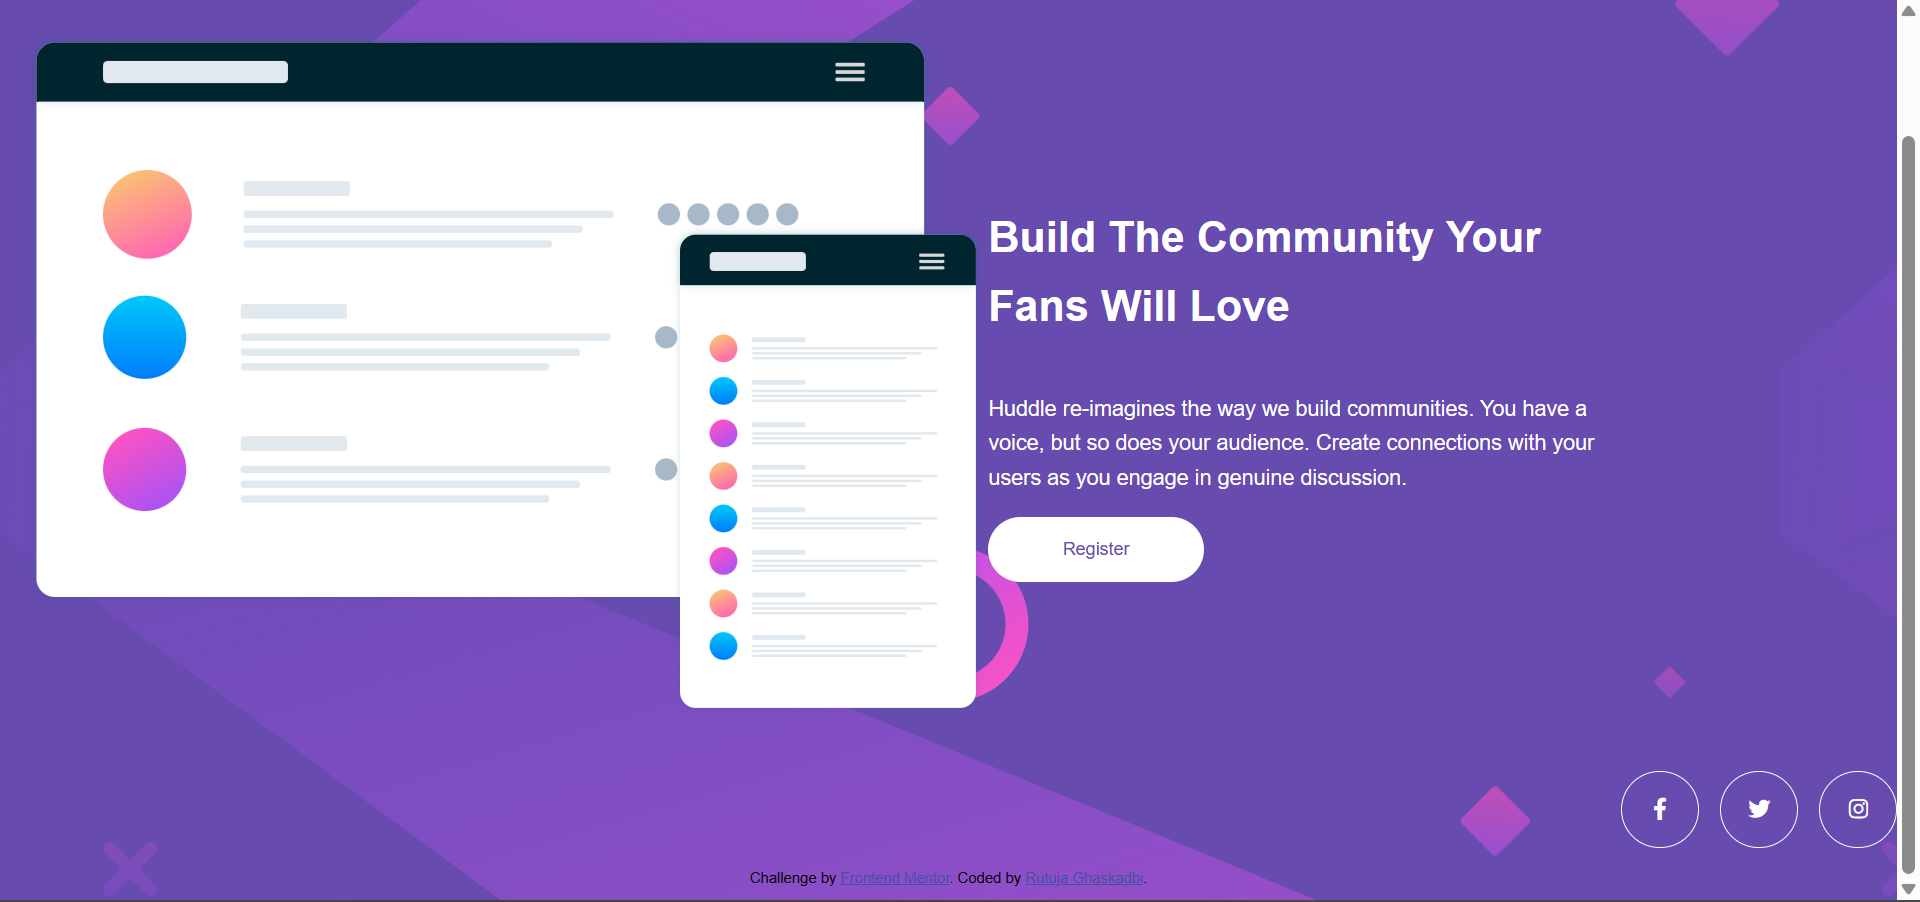 Build The Community Your
Fans Will Love
Huddle re-imagines the way we build communities. You have a
voice, but so does your audience. Create connections with your
users as you engage in genuine discussion.
Register
Challenge by Frontend Mentor. Coded by Rutuja Ghaskadbi.